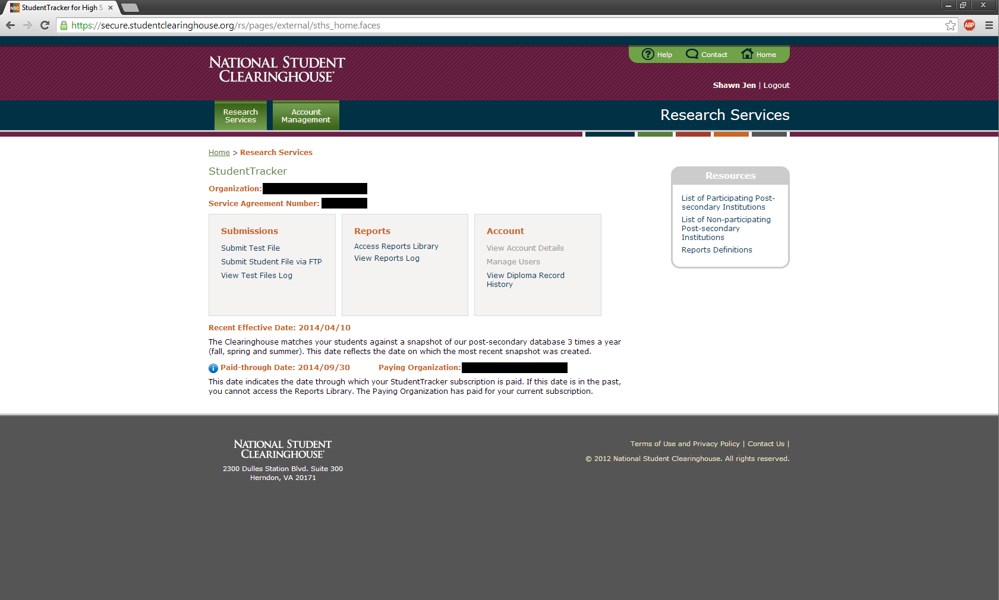 StudentTracker for High S
https://secure.studentclearinghouse.org/rs/pages/external/sths_home.faces
ABP
NATIONAL STUDENT
CLEARINGHOUSE®
Help Contact Home
Shawn Jen | Logout
Research
Services
Account
Management
Research Services
Home > Research Services
StudentTracker
Organization:
Service Agreement Number:
Submissions
Submit Test File
Submit Student File via FTP
View Test Files Log
Reports
Access Reports Library
View Reports Log
Account
View Account Details
Manage Users
View Diploma Record
History
Resources
List of Participating Post-
secondary Institutions
List of Non-participating
Post-secondary
Institutions
Reports Definitions
Recent Effective Date: 2014/04/10
The Clearinghouse matches your students against a snapshot of our post-secondary database 3 times a year
(fall, spring and summer). This date reflects the date on which the most recent snapshot was created.
Paid-through Date: 2014/09/30 Paying Organization:
This date indicates the date through which your StudentTracker subscription is paid. If this date is in the past,
you cannot access the Reports Library. The Paying Organization has paid for your current subscription.
NATIONAL STUDENT
CLEARINGHOUSE®
2300 Dulles Station Blvd. Suite 300
Herndon, VA 20171
Terms of Use and Privacy Policy | Contact Us |
© 2012 National Student Clearinghouse. All rights reserved.